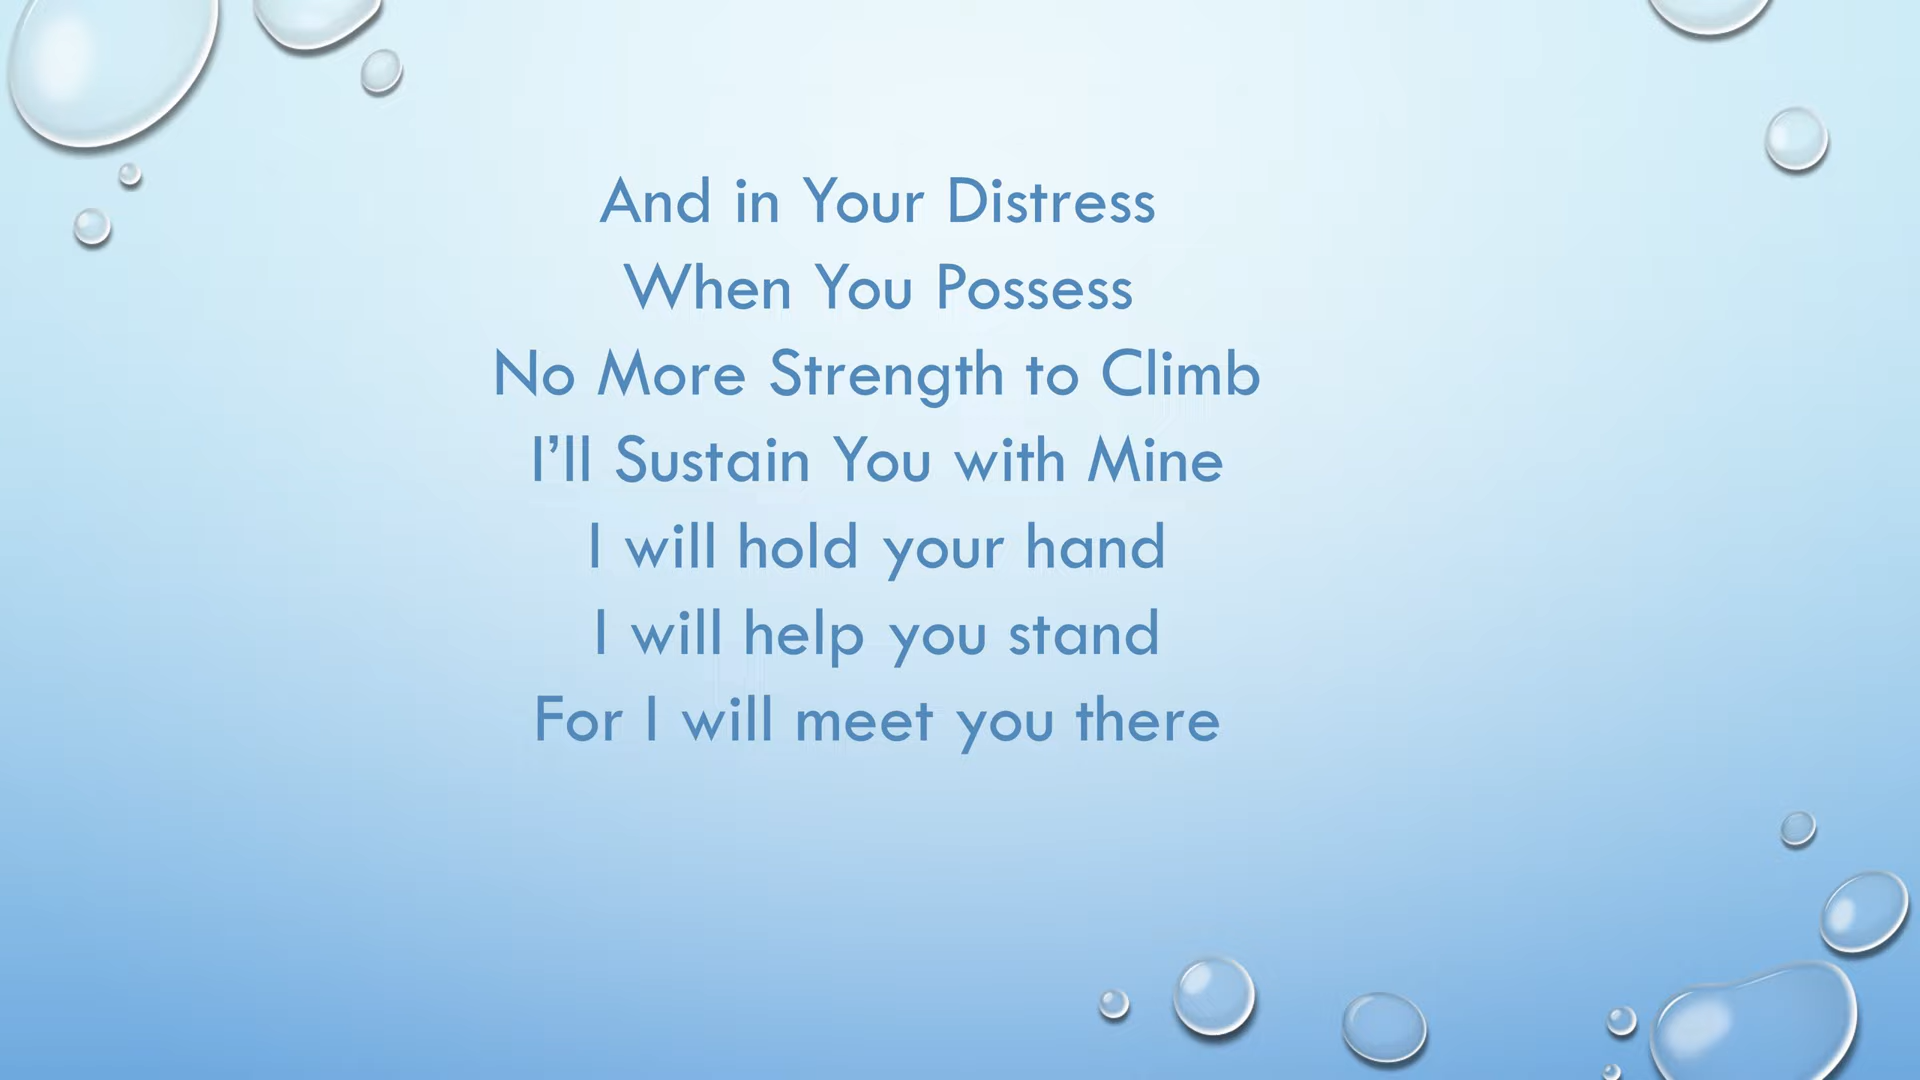 And in Your Distress
When You Possess
No More Strength to Climb
I’ll Sustain You with Mine
I will hold your hand
I will help you stand
For I will meet you there